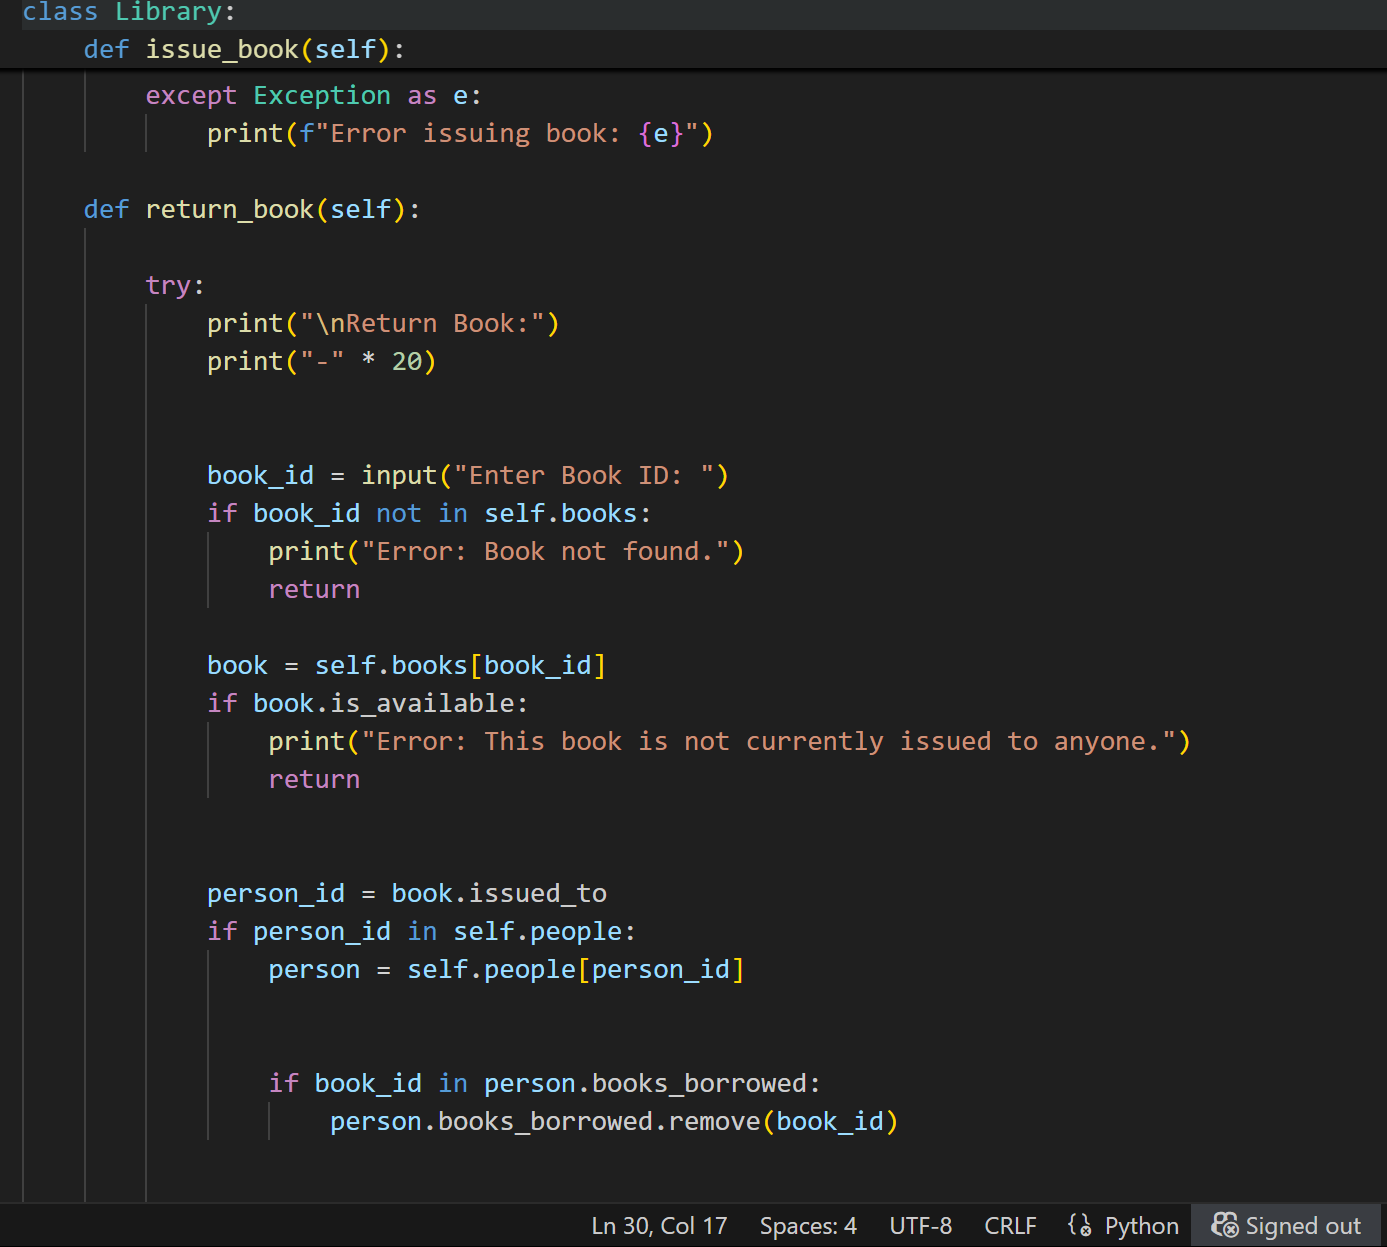 class Library:
    def issue_book(self):
        except Exception as e:
            print(f"Error issuing book: {e}")
    def return_book(self):
        try:
            print("\nReturn Book:")
            print("-" * 20)
            book_id = input("Enter Book ID: ")
            if book_id not in self.books:
                print("Error: Book not found.")
                return
            book = self.books[book_id]
            if book.is_available:
                print("Error: This book is not currently issued to anyone.")
                return
            person_id = book.issued_to
            if person_id in self.people:
                person = self.people[person_id]
                if book_id in person.books_borrowed:
                    person.books_borrowed.remove(book_id)
Ln 30, Col 17 Spaces: 4 UTF-8 CRLF Python Signed out